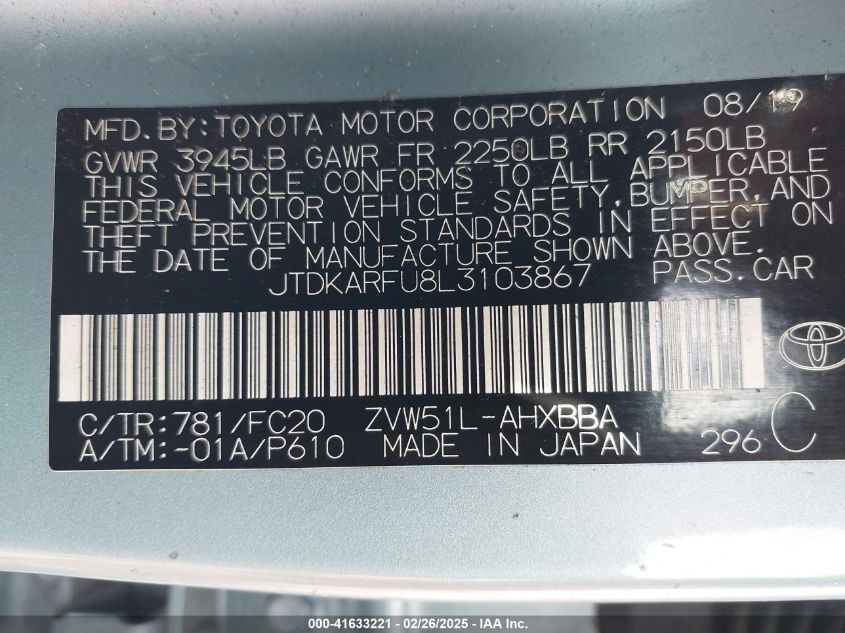 MFD. BY: TOYOTA MOTOR CORPORATION 08/19
GVWR 3945LB GAWR FR 2250LB RR 2150LB
THIS VEHICLE CONFORMS TO ALL APPLICABLE
FEDERAL MOTOR VEHICLE SAFETY, BUMPER, AND
THEFT PREVENTION STANDARDS IN EFFECT ON
THE DATE OF MANUFACTURE SHOWN ABOVE.
JTDKARFU8L3103867 PASS. CAR
C/TR: 781/FC20 ZVW51L-AHXBBA
A/TM: -01A/P610 MADE IN JAPAN 296 C
000-41633221 - 02/26/2025 - IAA Inc.